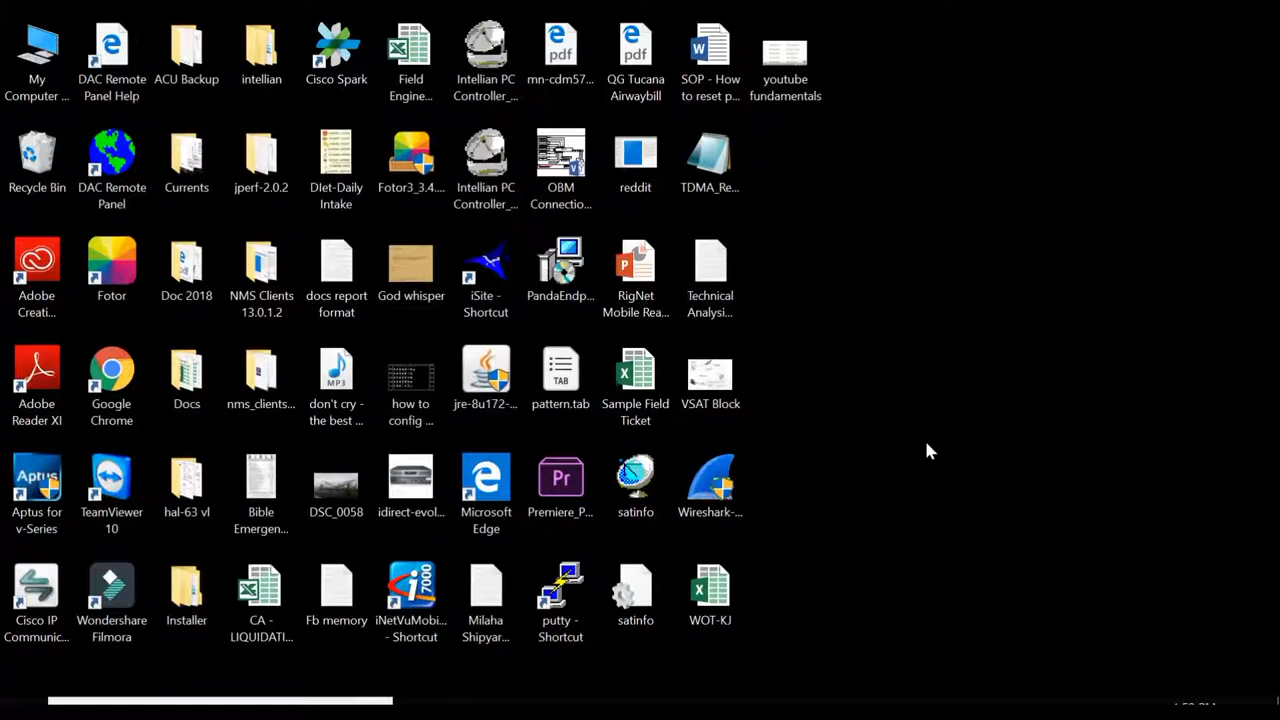 My Computer ...
DAC Remote Panel Help
ACU Backup
intellian
Cisco Spark
Field Engine...
Intellian PC Controller_...
mn-cdm57...
QG Tucana Airwaybill
SOP - How to reset p...
youtube fundamentals
Recycle Bin
DAC Remote Panel
Currents
jperf-2.0.2
DIet-Daily Intake
Fotor3_3.4....
Intellian PC Controller_...
OBM Connectio...
reddit
TDMA_Re...
Adobe Creati...
Fotor
Doc 2018
NMS Clients 13.0.1.2
docs report format
God whisper
iSite - Shortcut
PandaEndp...
RigNet Mobile Rea...
Technical Analysi...
Adobe Reader XI
Google Chrome
Docs
nms_clients...
don't cry - the best ...
how to config ...
jre-8u172-...
pattern.tab
Sample Field Ticket
VSAT Block
Aptus for v-Series
TeamViewer 10
hal-63 vl
Bible Emergen...
DSC_0058
idirect-evol...
Microsoft Edge
Premiere_P...
satinfo
Wireshark-...
Cisco IP Communic...
Wondershare Filmora
Installer
CA - LIQUIDATI...
Fb memory
iNetVuMobi... - Shortcut
Milaha Shipyar...
putty - Shortcut
satinfo
WOT-KJ